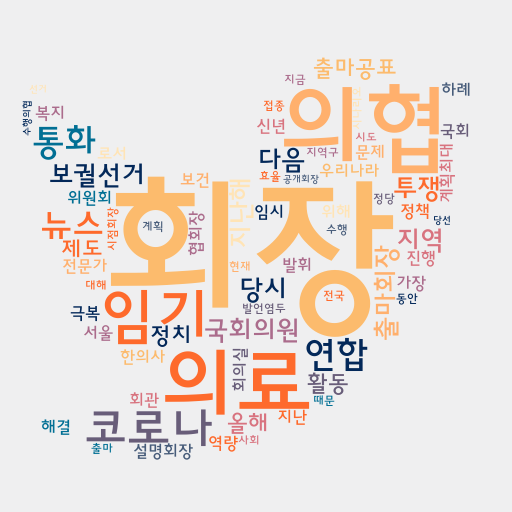 출마공표
의협
지금
하례
수행의협
복지
접종
신년
시도
국회
통화
다음
지역구
문제
계획최대
보궐선거
보건
효율
공개회장
우리나라
회장
지난해
투쟁
위원회
임시
위해
정당
정책
당선
뉴스
시점회장
협회장
계획
수행
지역
제도
전문가
현재
발휘
출마회장
진행
대해
당시
전국
가장
동안
임기
발언염두
극복
서울
정치
국회의원
연합
한의사
의료
회의실
활동
회관
때문
코로나
올해
지난
해결
출마
설명회장
역량
사회